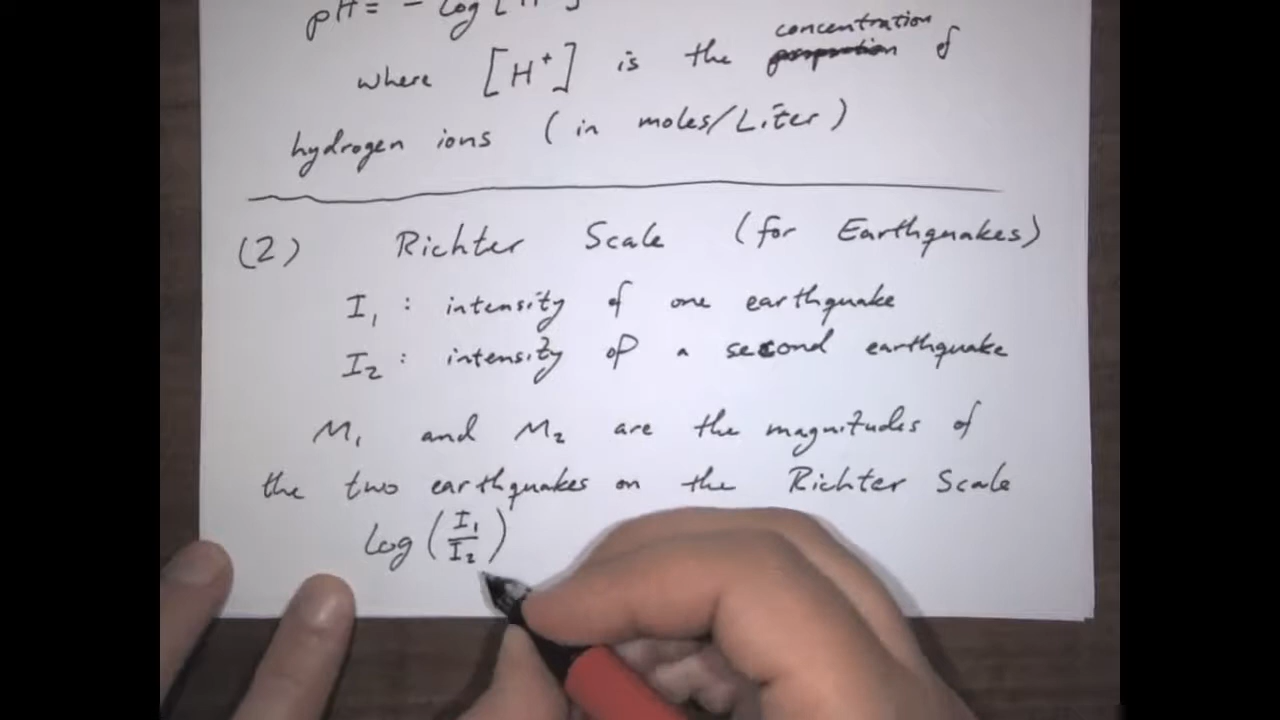 pH = - log [H
where [H⁺] is the concentration of
hydrogen ions (in moles/Liter)
(2) Richter Scale (for Earthquakes)
I₁ : intensity of one earthquake
I₂ : intensity of a second earthquake
M₁ and M₂ are the magnitudes of
the two earthquakes on the Richter Scale
log (I₁/I₂)